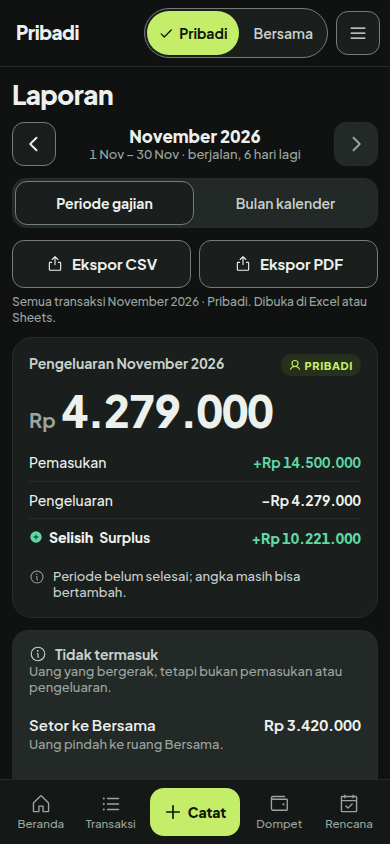 Pribadi
Pribadi
Bersama
Laporan
November 2026
1 Nov – 30 Nov · berjalan, 6 hari lagi
Periode gajian
Bulan kalender
Ekspor CSV
Ekspor PDF
Semua transaksi November 2026 · Pribadi. Dibuka di Excel atau
Sheets.
Pengeluaran November 2026
PRIBADI
Rp 4.279.000
Pemasukan +Rp 14.500.000
Pengeluaran −Rp 4.279.000
Selisih Surplus +Rp 10.221.000
Periode belum selesai; angka masih bisa
bertambah.
Tidak termasuk
Uang yang bergerak, tetapi bukan pemasukan atau
pengeluaran.
Setor ke Bersama Rp 3.420.000
Uang pindah ke ruang Bersama.
Beranda
Transaksi
Catat
Dompet
Rencana